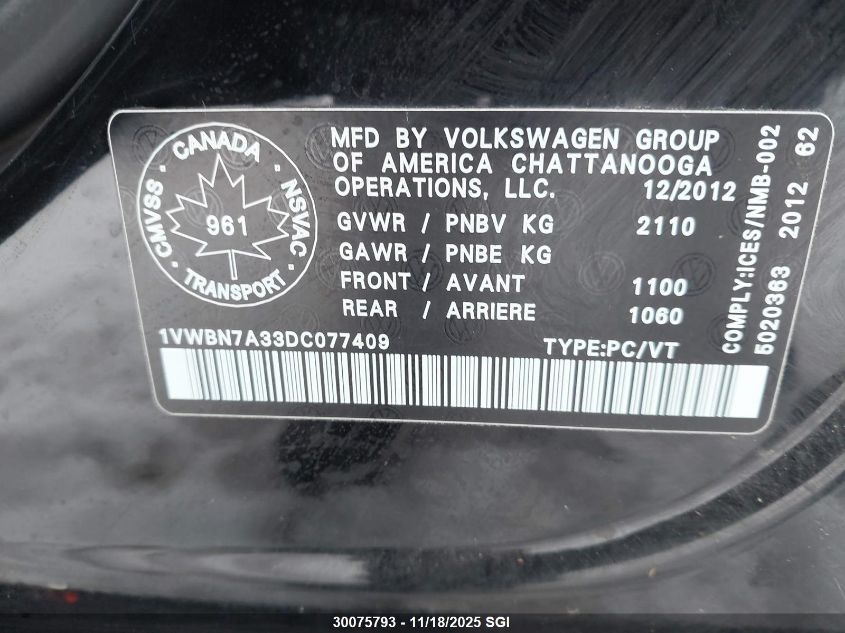 CANADA
CMVSS
NSVAC
961
TRANSPORT
MFD BY VOLKSWAGEN GROUP
OF AMERICA CHATTANOOGA
OPERATIONS, LLC. 12/2012
GVWR / PNBV KG 2110
GAWR / PNBE KG
FRONT / AVANT 1100
REAR / ARRIERE 1060
1VWBN7A33DC077409 TYPE:PC/VT
COMPLY:ICES/NMB-002
5020363 2012 62
30075793 - 11/18/2025 SGI